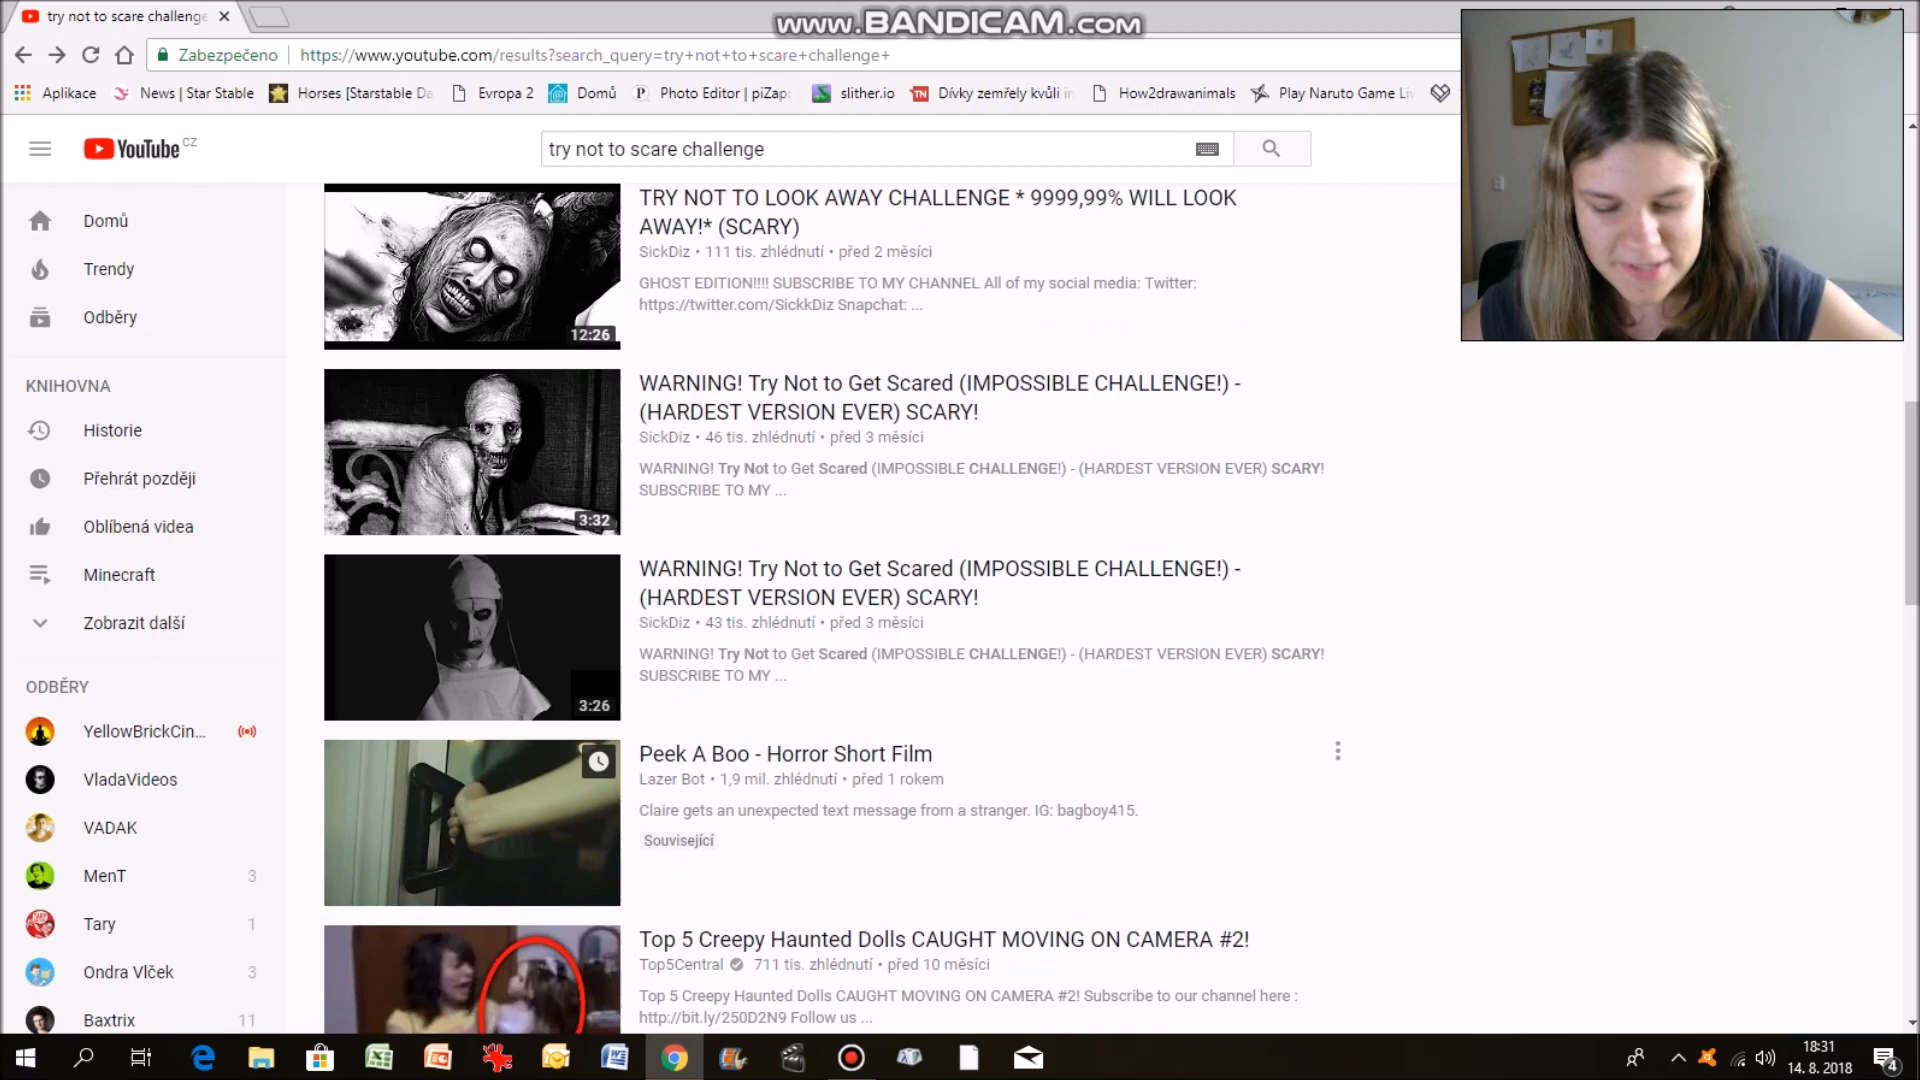 try not to scare challenge
www.BANDICAM.com
Zabezpečeno
https://www.youtube.com/results?search_query=try+not+to+scare+challenge+
Aplikace
News | Star Stable
Horses [Starstable Da
Evropa 2
Domů
Photo Editor | piZap:
slither.io
Dívky zemřely kvůli
How2drawanimals
Play Naruto Game Liv
YouTube CZ
try not to scare challenge
Domů
Trendy
Odběry
KNIHOVNA
Historie
Přehrát později
Oblíbená videa
Minecraft
Zobrazit další
ODBĚRY
YellowBrickCin...
VladaVideos
VADAK
MenT 3
Tary 1
Ondra Vlček 3
Baxtrix 11
12:26
TRY NOT TO LOOK AWAY CHALLENGE * 9999,99% WILL LOOK
AWAY!* (SCARY)
SickDiz • 111 tis. zhlédnutí • před 2 měsíci
GHOST EDITION!!!! SUBSCRIBE TO MY CHANNEL All of my social media: Twitter:
https://twitter.com/SickkDiz Snapchat: ...
3:32
WARNING! Try Not to Get Scared (IMPOSSIBLE CHALLENGE!) -
(HARDEST VERSION EVER) SCARY!
SickDiz • 46 tis. zhlédnutí • před 3 měsíci
WARNING! Try Not to Get Scared (IMPOSSIBLE CHALLENGE!) - (HARDEST VERSION EVER) SCARY!
SUBSCRIBE TO MY ...
3:26
WARNING! Try Not to Get Scared (IMPOSSIBLE CHALLENGE!) -
(HARDEST VERSION EVER) SCARY!
SickDiz • 43 tis. zhlédnutí • před 3 měsíci
WARNING! Try Not to Get Scared (IMPOSSIBLE CHALLENGE!) - (HARDEST VERSION EVER) SCARY!
SUBSCRIBE TO MY ...
Peek A Boo - Horror Short Film
Lazer Bot • 1,9 mil. zhlédnutí • před 1 rokem
Claire gets an unexpected text message from a stranger. IG: bagboy415.
Související
Top 5 Creepy Haunted Dolls CAUGHT MOVING ON CAMERA #2!
Top5Central 711 tis. zhlédnutí • před 10 měsíci
Top 5 Creepy Haunted Dolls CAUGHT MOVING ON CAMERA #2! Subscribe to our channel here :
http://bit.ly/250D2N9 Follow us ...
18:31
14. 8. 2018
4